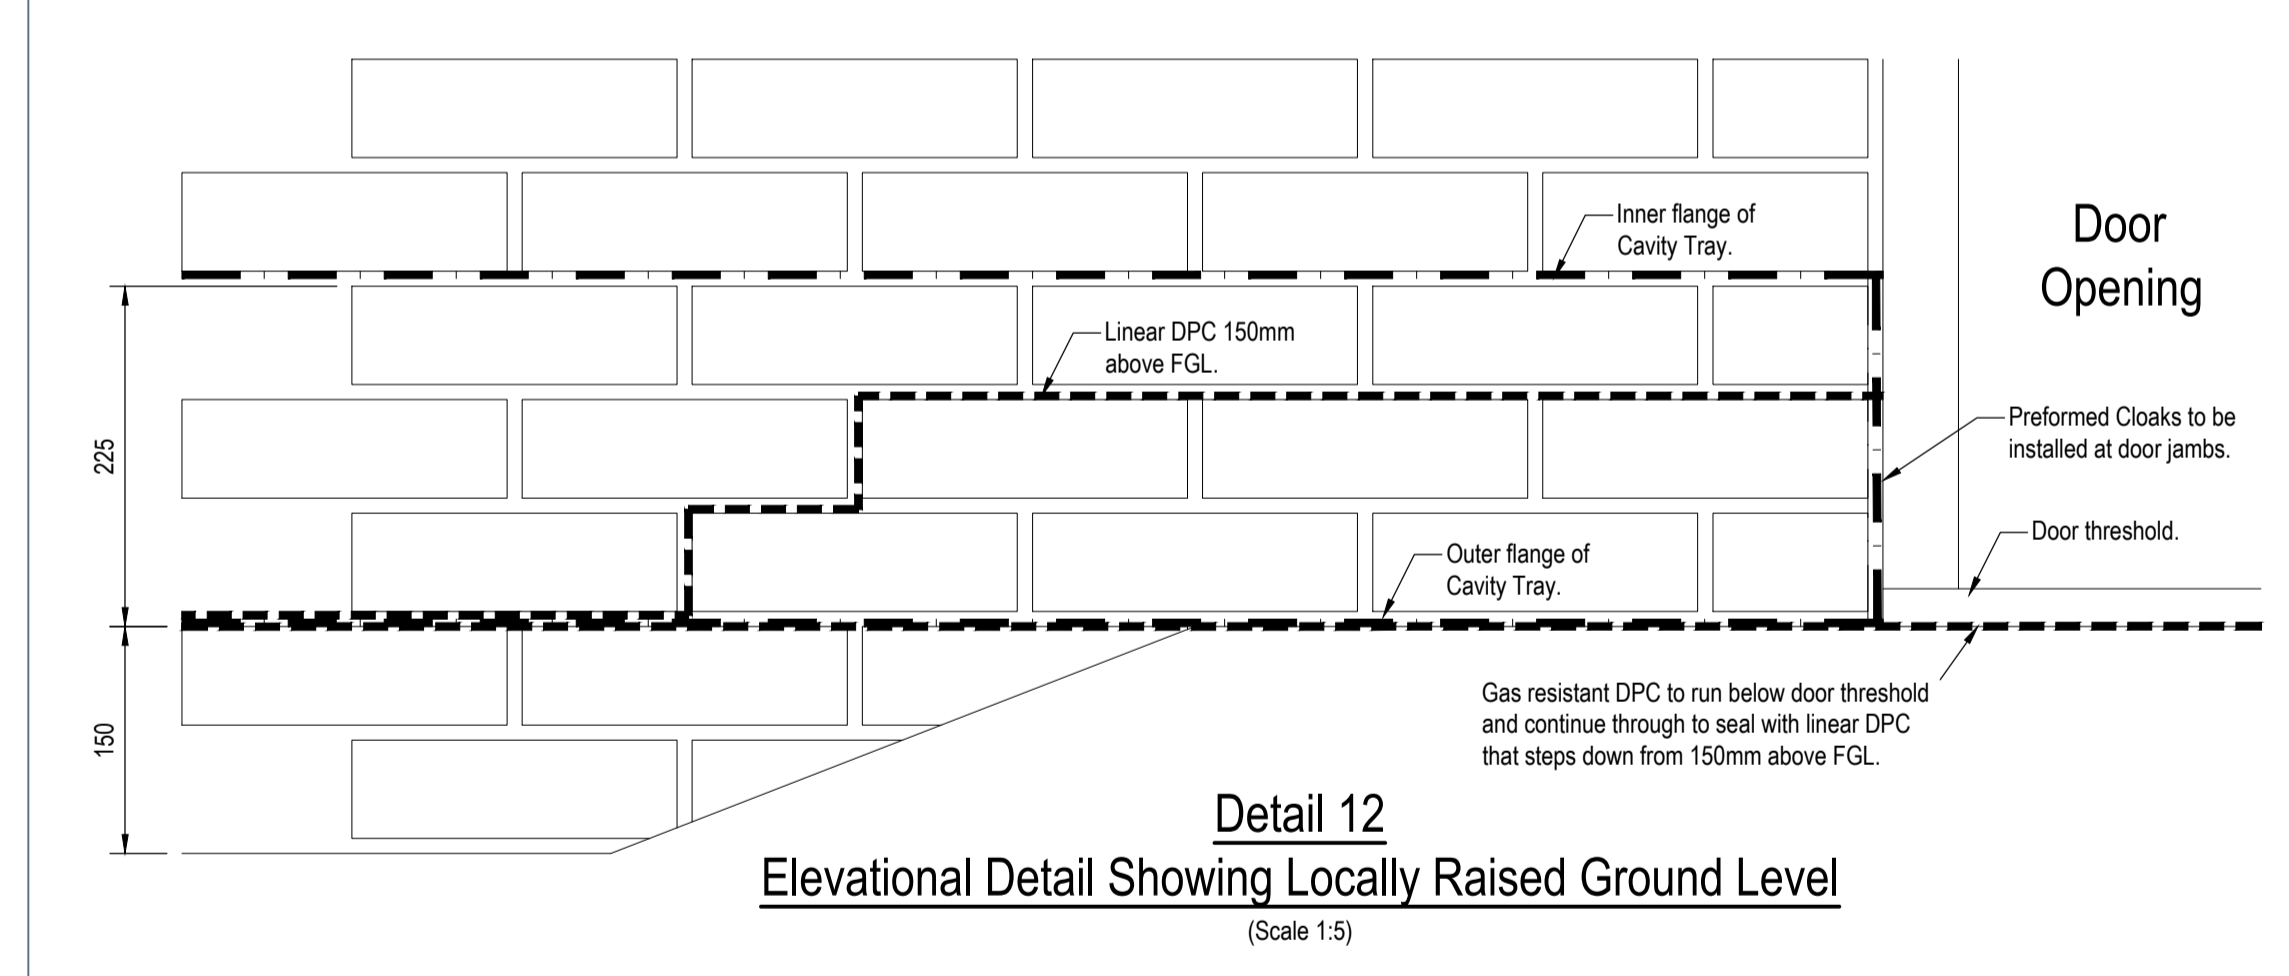 Inner flange of
Cavity Tray.
Door
Opening
Linear DPC 150mm
above FGL.
225
Preformed Cloaks to be
installed at door jambs.
Door threshold.
Outer flange of
Cavity Tray.
150
Gas resistant DPC to run below door threshold
and continue through to seal with linear DPC
that steps down from 150mm above FGL.
Detail 12
Elevational Detail Showing Locally Raised Ground Level
(Scale 1:5)